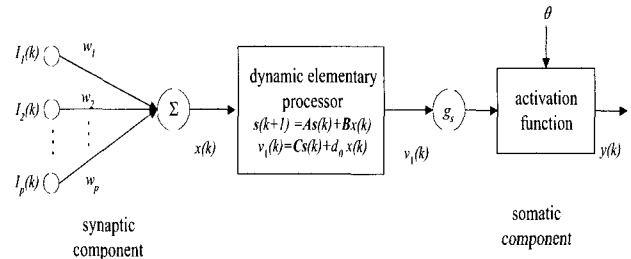 θ
I₁(k)
w₁
I₂(k)
w₂
Iₚ(k)
wₚ
Σ
x(k)
dynamic elementary
processor
s(k+1) =As(k)+Bx(k)
v₁(k)=Cs(k)+d₀ x(k)
v₁(k)
gₛ
activation
function
y(k)
synaptic
component
somatic
component